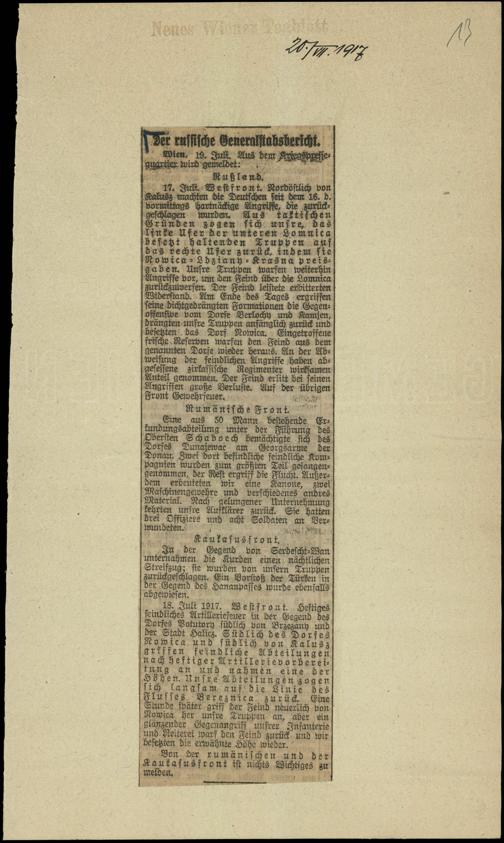 Neues Wiener Tagblatt
20/VII. 1917
13
Der russische Generalstabsbericht.
Wien, 19. Juli. Aus dem Kriegspresse-
quartier wird gemeldet:
Rußland.
17. Juli. Westfront. Nordöstlich von
Kalusz machten die Deutschen seit dem 16. d.
vormittags hartnäckige Angriffe, die zurück-
geschlagen wurden. Aus taktischen
Gründen zogen sich unsre, das
linke Ufer der unteren Lomnica
besetzt haltenden Truppen auf
das rechte Ufer zurück, indem sie
Nowica-Ldziany-Krasna preis-
gaben. Unsre Truppen warfen weiterhin
Angriffe vor, um den Feind über die Lomnica
zurückzuwerfen. Der Feind leistete erbitterten
Widerstand. Am Ende des Tages ergriffen
seine dichtgedrängten Formationen die Gegen-
offensive vom Dorfe Berlochy und Kamien,
drängten unsre Truppen anfänglich zurück und
besetzten das Dorf Nowica. Eingetroffene
frische Reserven warfen den Feind aus dem
genannten Dorfe wieder heraus. An der Ab-
weisung der feindlichen Angriffe haben ab-
gesessene zirkassische Regimenter wirksamen
Anteil genommen. Der Feind erlitt bei seinen
Angriffen große Verluste. Auf der übrigen
Front Gewehrfeuer.
Rumänische Front.
Eine aus 50 Mann bestehende Er-
kundungsabteilung unter der Führung des
Obersten Schaboech bemächtigte sich des
Dorfes Dunajewac am Georgsarme der
Donau. Zwei dort befindliche feindliche Kom-
pagnien wurden zum größten Teil gefangen-
genommen, der Rest ergriff die Flucht. Außer-
dem erbeuteten wir eine Kanone, zwei
Maschinengewehre und verschiedenes andres
Material. Nach gelungener Unternehmung
kehrten unsre Aufklärer zurück. Sie hatten
drei Offiziers und acht Soldaten an Ver-
wundeten.
Kaukasusfront.
In der Gegend von Serdescht-Wan
unternahmen die Kurden einen nächtlichen
Streifzug; sie wurden von unsern Truppen
zurückgeschlagen. Ein Vorstoß der Türken in
der Gegend des Hananpasses wurde ebenfalls
abgewiesen.
18. Juli 1917. Westfront. Heftiges
feindliches Artilleriefeuer in der Gegend des
Dorfes Potutory südlich von Brzezany und
der Stadt Halicz. Südlich des Dorfes
Nowica und südlich von Kalusz
griffen feindliche Abteilungen
nach heftiger Artillerievorberei-
tung an und nahmen eine der
Höhen. Unsre Abteilungen zogen
sich langsam auf die Linie des
Flusses Bereznica zurück. Eine
Stunde später griff der Feind neuerlich von
Nowica her unsre Truppen an, aber ein
glänzender Gegenangriff unsrer Infanterie
und Reiterei warf den Feind zurück und wir
besetzten die erwähnte Höhe wieder.
Von der rumänischen und der
Kaukasusfront ist nichts Wichtiges zu
melden.